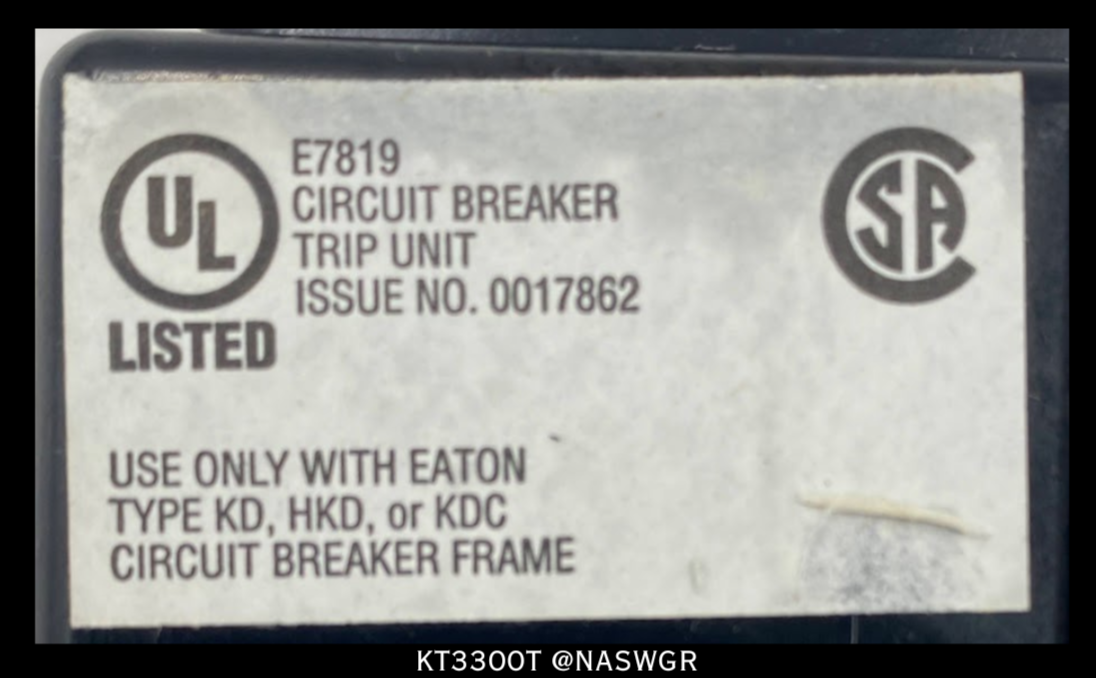 UL
LISTED
E7819
CIRCUIT BREAKER
TRIP UNIT
ISSUE NO. 0017862
CSA
USE ONLY WITH EATON
TYPE KD, HKD, or KDC
CIRCUIT BREAKER FRAME
KT3300T @NASWGR